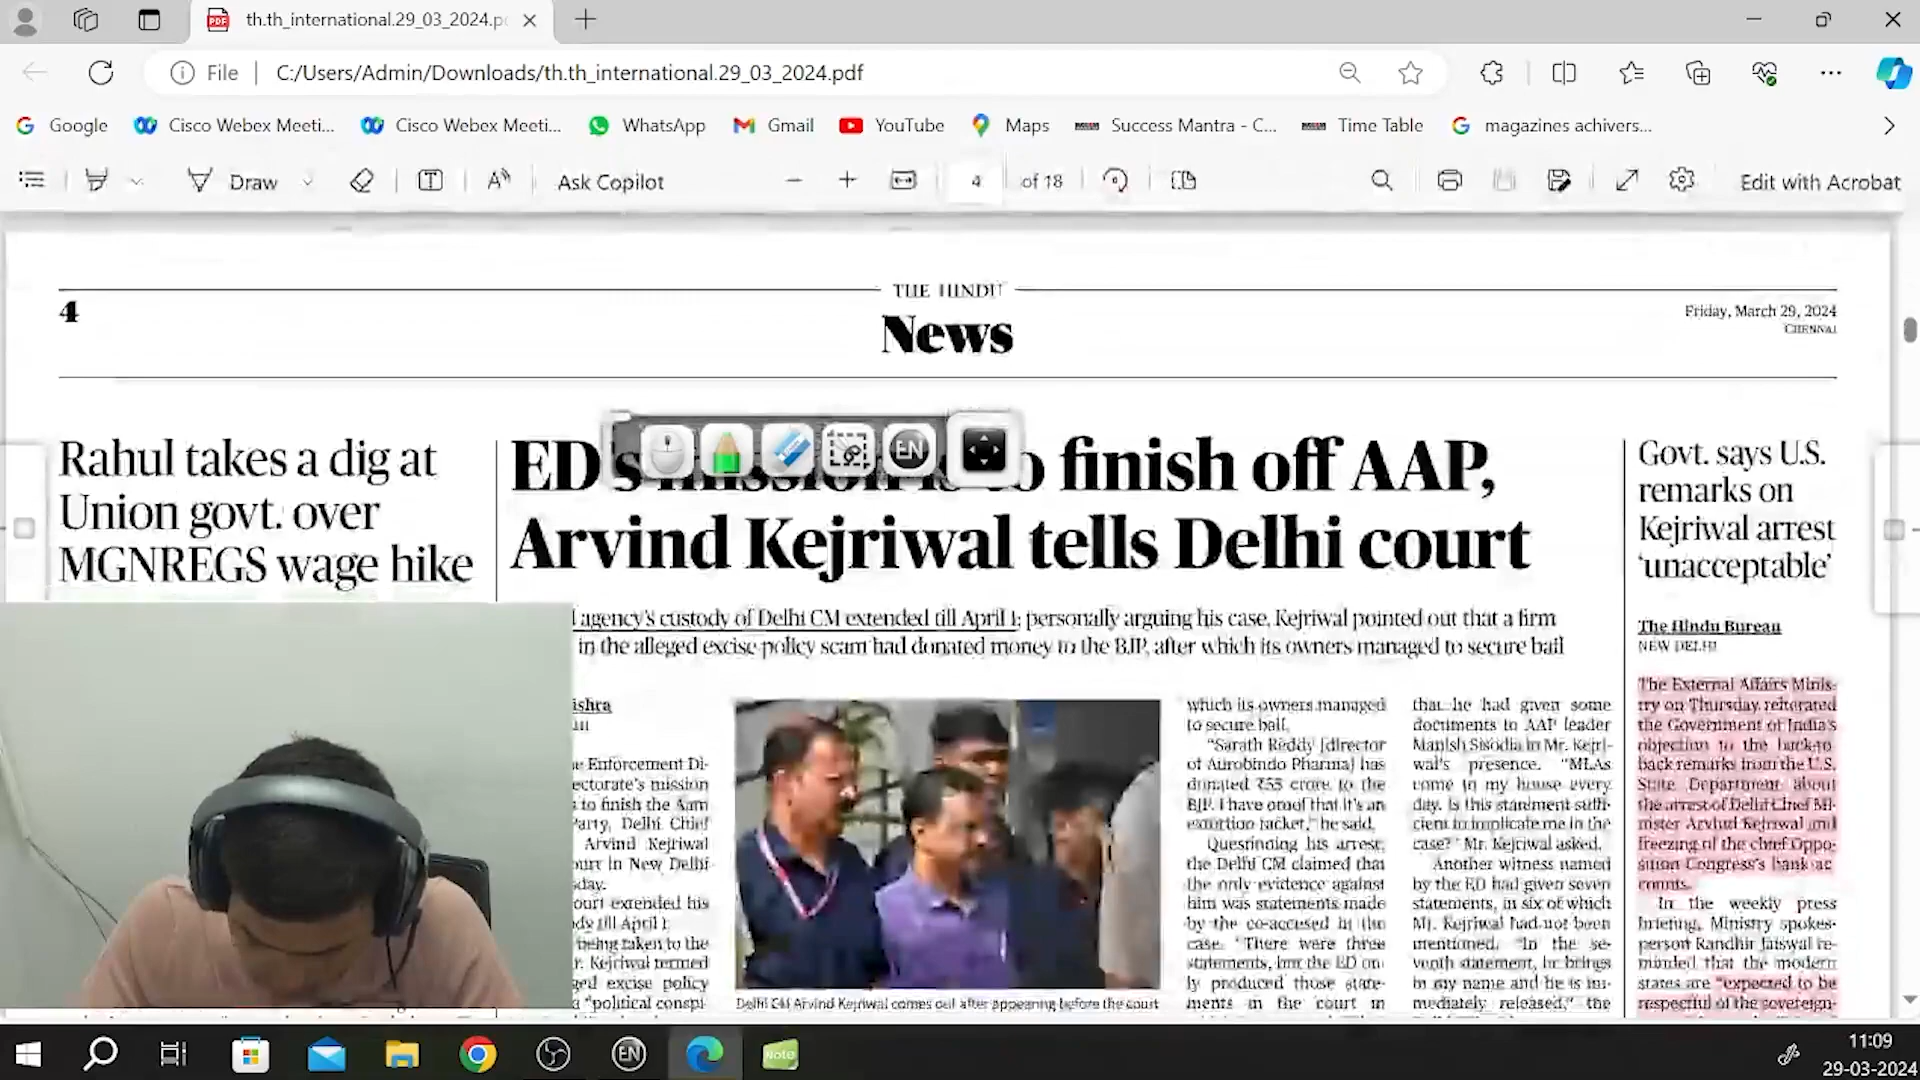 th.th_international.29_03_2024.p
File
C:/Users/Admin/Downloads/th.th_international.29_03_2024.pdf
Google
Cisco Webex Meeti...
Cisco Webex Meeti...
WhatsApp
Gmail
YouTube
Maps
Success Mantra - C...
Time Table
magazines achivers...
Draw
Ask Copilot
4
of 18
Edit with Acrobat
4
THE HINDU
News
Friday, March 29, 2024
CHENNAI
Rahul takes a dig at
Union govt. over
MGNREGS wage hike
ED's mission is to finish off AAP,
Arvind Kejriwal tells Delhi court
agency's custody of Delhi CM extended till April 1; personally arguing his case, Kejriwal pointed out that a firm
in the alleged excise policy scam had donated money to the BJP, after which its owners managed to secure bail
ishra
Enforcement Di-
ectorate's mission
to finish the Aam
Party, Delhi Chief
Arvind Kejriwal
ourt in New Delhi
day.
ourt extended his
dy till April 1.
being taken to the
r. Kejriwal termed
ged excise policy
a "political conspi-
Delhi CM Arvind Kejriwal comes out after appearing before the court
which its owners managed
to secure bail.
"Sarath Reddy [director
of Aurobindo Pharma] has
donated ₹55 crore to the
BJP. I have proof that it's an
extortion racket," he said.
Questioning his arrest,
the Delhi CM claimed that
the only evidence against
him was statements made
by the co-accused in the
case. "There were three
statements, but the ED on-
ly produced those state-
ments in the court in
that he had given some
documents to AAP leader
Manish Sisodia in Mr. Kejri-
wal's presence. "MLAs
come to my house every
day. Is this statement suffi-
cient to implicate me in the
case?" Mr. Kejriwal asked.
Another witness named
by the ED had given seven
statements, in six of which
Mr. Kejriwal had not been
mentioned. "In the se-
venth statement, he brings
in my name and he is im-
mediately released," the
Govt. says U.S.
remarks on
Kejriwal arrest
'unacceptable'
The Hindu Bureau
NEW DELHI
The External Affairs Minis-
try on Thursday reiterated
the Government of India's
objection to the back-to-
back remarks from the U.S.
State Department about
the arrest of Delhi Chief Mi-
nister Arvind Kejriwal and
freezing of the chief Oppo-
sition Congress's bank ac-
counts.
In the weekly press
briefing, Ministry spokes-
person Randhir Jaiswal re-
minded that the modern
states are "expected to be
respectful of the sovereign-
EN
EN
Note
11:09
29-03-2024